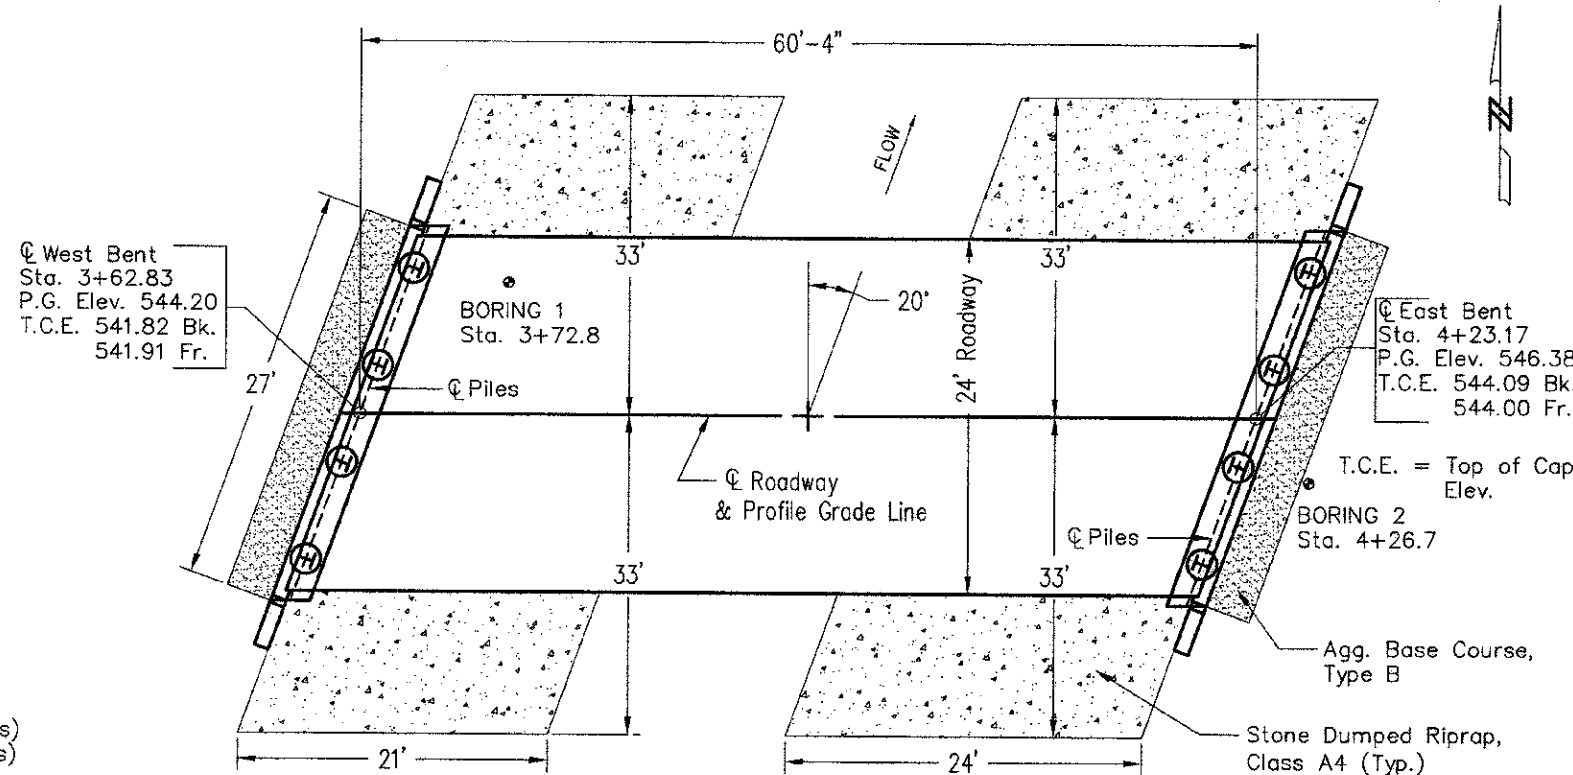 60'-4"
N
FLOW
℄ West Bent
Sta. 3+62.83
P.G. Elev. 544.20
T.C.E. 541.82 Bk.
541.91 Fr.
33'
33'
BORING 1
Sta. 3+72.8
20°
24' Roadway
℄ East Bent
Sta. 4+23.17
P.G. Elev. 546.38
T.C.E. 544.09 Bk.
544.00 Fr.
27'
℄ Piles
℄ Roadway
& Profile Grade Line
T.C.E. = Top of Cap
Elev.
BORING 2
Sta. 4+26.7
℄ Piles
33'
33'
Agg. Base Course,
Type B
Stone Dumped Riprap,
Class A4 (Typ.)
s)
s)
21'
24'